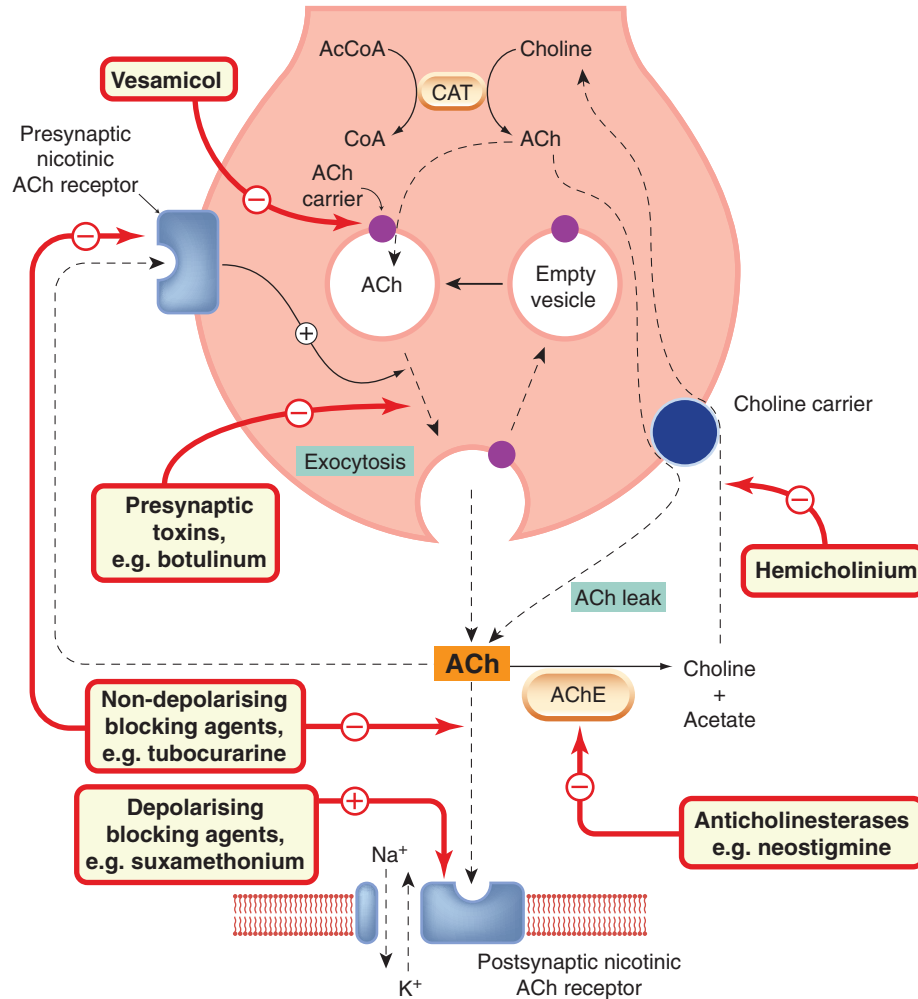 AcCoA
Choline
CAT
CoA
ACh
Vesamicol
Presynaptic
nicotinic
ACh receptor
ACh
carrier
−
−
ACh
Empty
vesicle
+
−
Choline carrier
Exocytosis
Presynaptic
toxins,
e.g. botulinum
−
Hemicholinium
ACh leak
ACh
AChE
Choline
+
Acetate
Non-depolarising
blocking agents,
e.g. tubocurarine
−
Depolarising
blocking agents,
e.g. suxamethonium
+
−
Anticholinesterases
e.g. neostigmine
Na⁺
K⁺
Postsynaptic nicotinic
ACh receptor